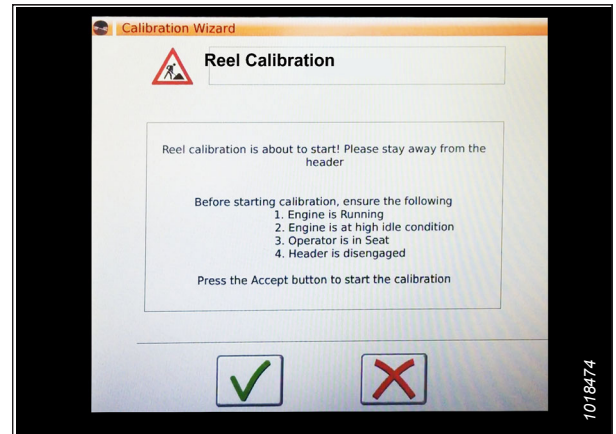 Calibration Wizard
Reel Calibration
Reel calibration is about to start! Please stay away from the
header
Before starting calibration, ensure the following
1. Engine is Running
2. Engine is at high idle condition
3. Operator is in Seat
4. Header is disengaged
Press the Accept button to start the calibration
1018474